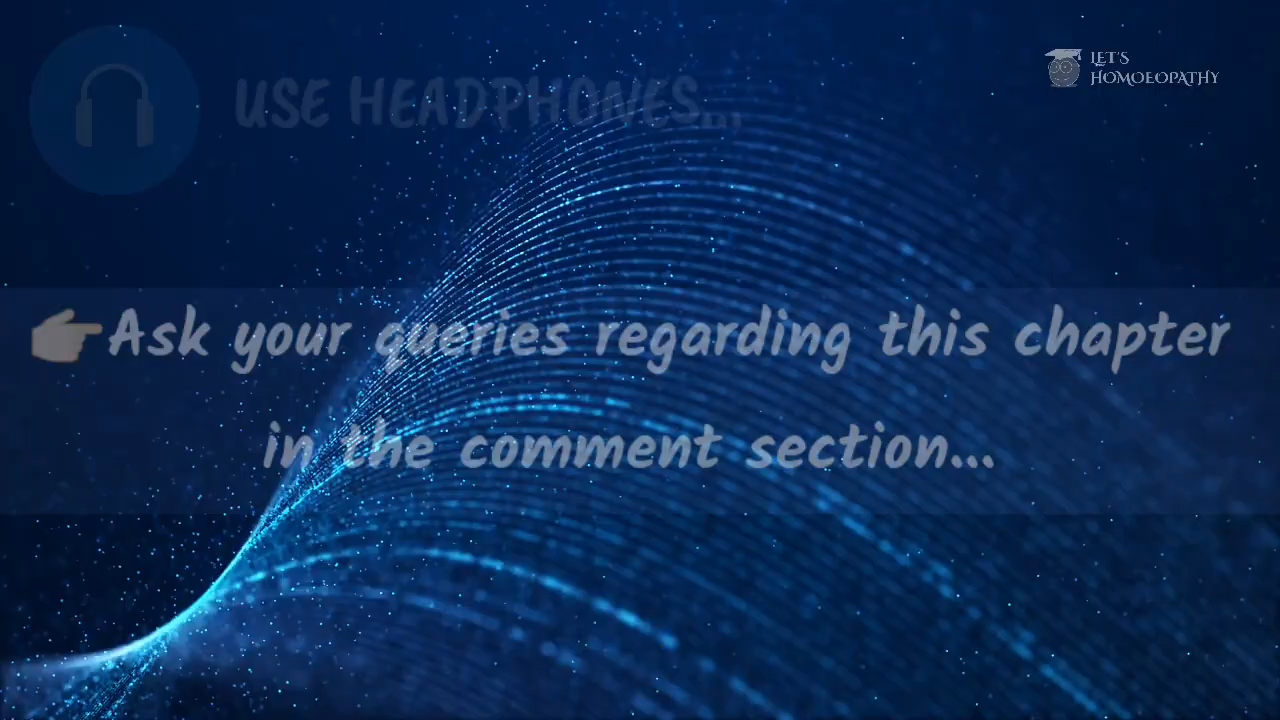 LET'S
HOMOEOPATHY
USE HEADPHONES...
👉Ask your queries regarding this chapter
in the comment section...